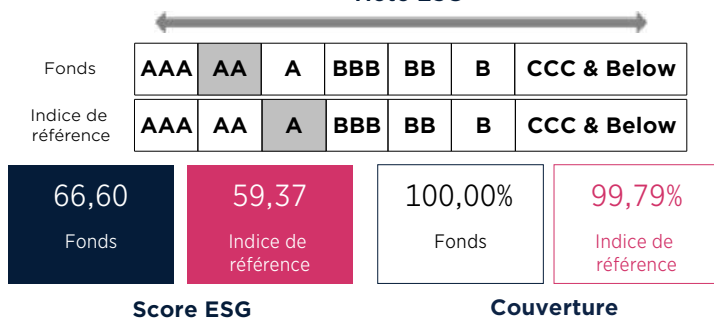 Fonds AAA AA A BBB BB B CCC & Below
Indice de
référence
AAA AA A BBB BB B CCC & Below
66,60 59,37 100,00% 99,79%
Fonds Indice de
référence
Fonds Indice de
référence
Score ESG Couverture